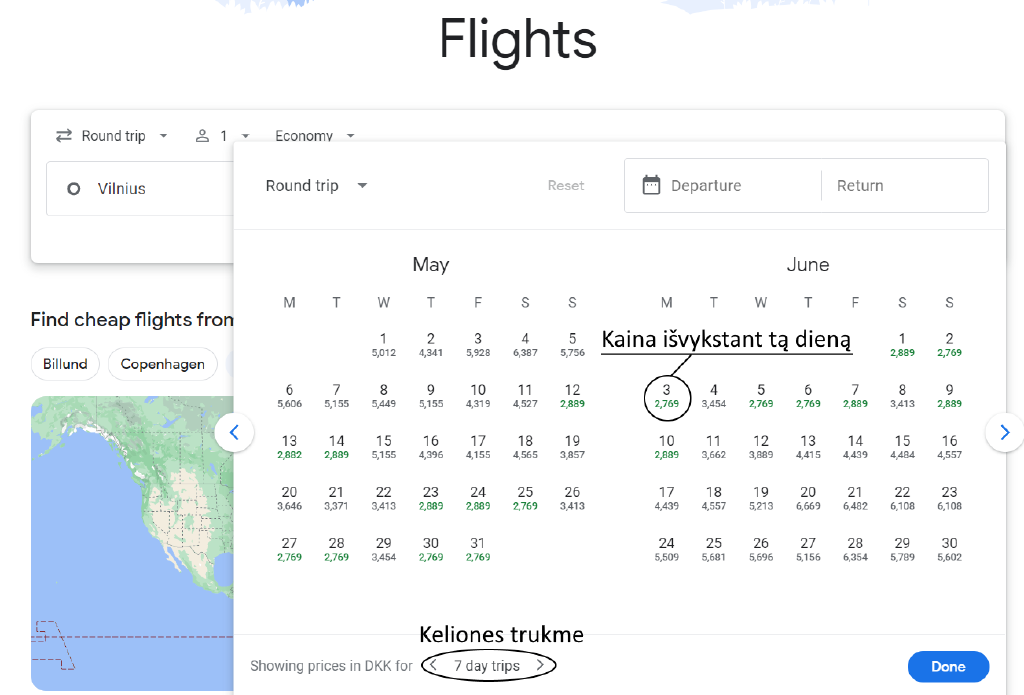 Flights
Round trip 1 Economy
Vilnius
Round trip Reset Departure Return
May
M T W T F S S
1 2 3 4 5
5,012 4,341 5,928 6,387 5,756
6 7 8 9 10 11 12
5,606 5,155 5,449 5,155 4,319 4,527 2,889
13 14 15 16 17 18 19
2,882 2,889 5,155 4,396 4,155 4,565 3,857
20 21 22 23 24 25 26
3,646 3,371 3,413 2,889 2,889 2,769 3,413
27 28 29 30 31
2,769 2,769 3,454 2,769 2,769
June
M T W T F S S
Kaina išvykstant tą dieną
1 2
2,889 2,769
3 4 5 6 7 8 9
2,769 3,454 2,769 2,769 2,889 3,413 2,889
10 11 12 13 14 15 16
2,889 3,662 3,889 4,415 4,439 4,484 4,557
17 18 19 20 21 22 23
4,439 4,557 5,213 6,669 6,482 6,108 6,108
24 25 26 27 28 29 30
5,509 5,681 5,696 5,156 6,354 5,789 5,602
Find cheap flights from
Billund Copenhagen
Keliones trukme
Showing prices in DKK for 7 day trips Done